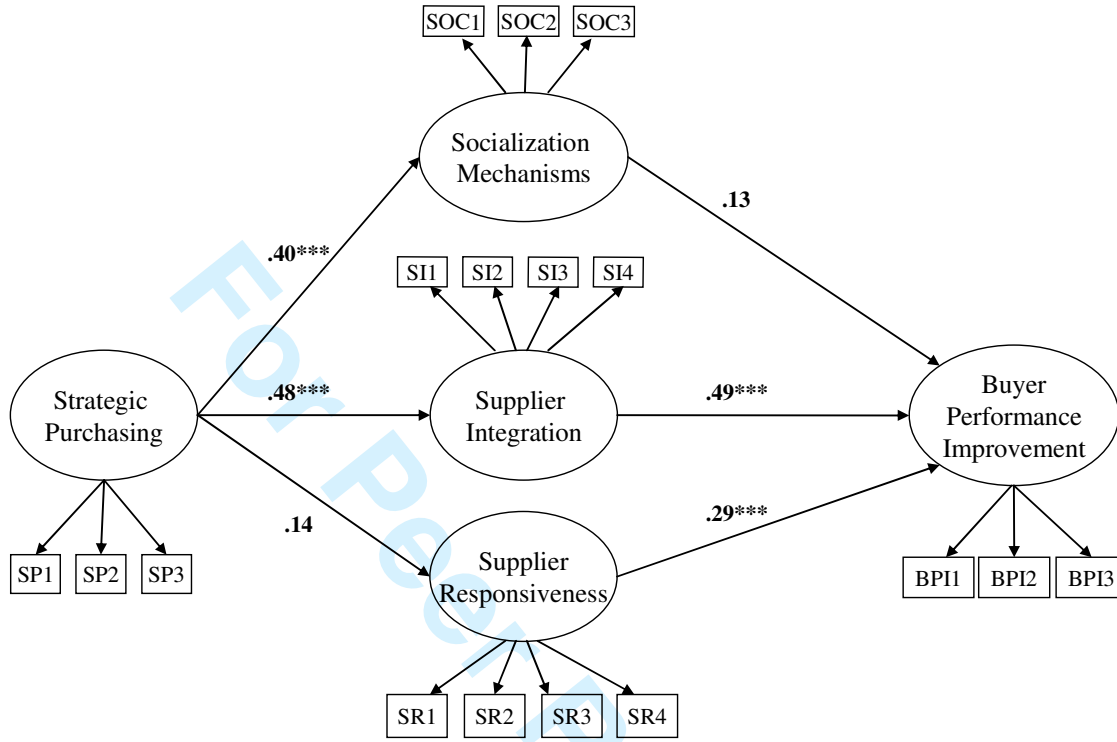 SOC1 SOC2 SOC3
Socialization
Mechanisms
.13
.40***
SI1 SI2 SI3 SI4
Strategic
Purchasing
.48***
Supplier
Integration
.49***
Buyer
Performance
Improvement
.14
.29***
Supplier
Responsiveness
SP1 SP2 SP3
BPI1 BPI2 BPI3
SR1 SR2 SR3 SR4
For Peer